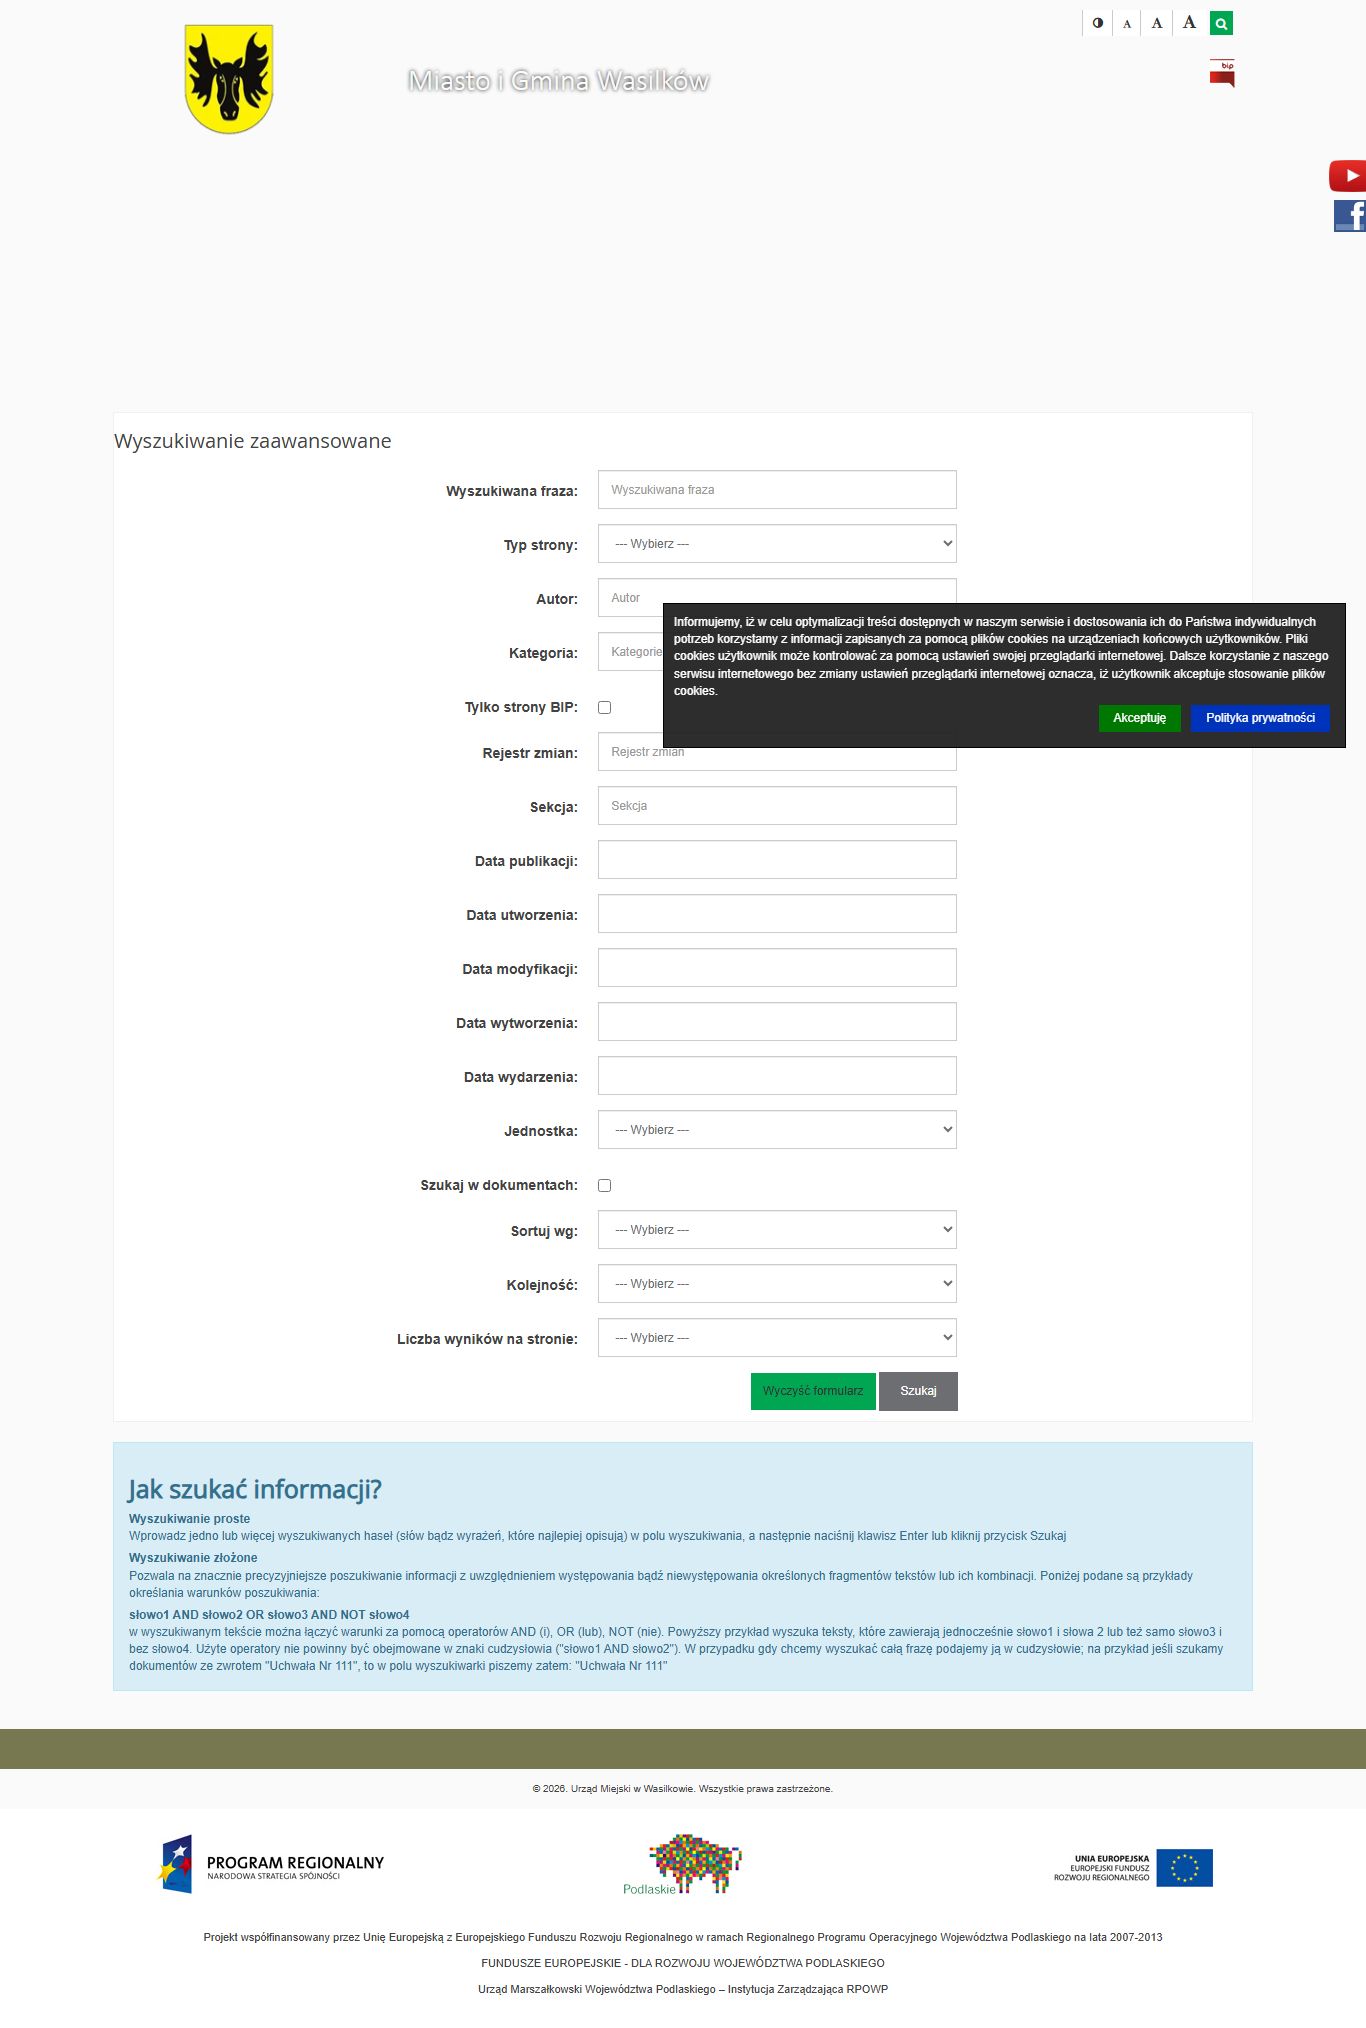 A A A
Miasto i Gmina Wasilków
bip
Wyszukiwanie zaawansowane
Wyszukiwana fraza: Wyszukiwana fraza
Typ strony: --- Wybierz ---
Autor: Autor
Informujemy, iż w celu optymalizacji treści dostępnych w naszym serwisie i dostosowania ich do Państwa indywidualnych
potrzeb korzystamy z informacji zapisanych za pomocą plików cookies na urządzeniach końcowych użytkowników. Pliki
cookies użytkownik może kontrolować za pomocą ustawień swojej przeglądarki internetowej. Dalsze korzystanie z naszego
serwisu internetowego bez zmiany ustawień przeglądarki internetowej oznacza, iż użytkownik akceptuje stosowanie plików
cookies.
Akceptuję Polityka prywatności
Kategoria: Kategorie
Tylko strony BIP:
Rejestr zmian: Rejestr zmian
Sekcja: Sekcja
Data publikacji:
Data utworzenia:
Data modyfikacji:
Data wytworzenia:
Data wydarzenia:
Jednostka: --- Wybierz ---
Szukaj w dokumentach:
Sortuj wg: --- Wybierz ---
Kolejność: --- Wybierz ---
Liczba wyników na stronie: --- Wybierz ---
Wyczyść formularz Szukaj
Jak szukać informacji?
Wyszukiwanie proste
Wprowadz jedno lub więcej wyszukiwanych haseł (słów bądz wyrażeń, które najlepiej opisują) w polu wyszukiwania, a następnie naciśnij klawisz Enter lub kliknij przycisk Szukaj
Wyszukiwanie złożone
Pozwala na znacznie precyzyjniejsze poszukiwanie informacji z uwzględnieniem występowania bądź niewystępowania określonych fragmentów tekstów lub ich kombinacji. Poniżej podane są przykłady
określania warunków poszukiwania:
słowo1 AND słowo2 OR słowo3 AND NOT słowo4
w wyszukiwanym tekście można łączyć warunki za pomocą operatorów AND (i), OR (lub), NOT (nie). Powyższy przykład wyszuka teksty, które zawierają jednocześnie słowo1 i słowa 2 lub też samo słowo3 i
bez słowo4. Użyte operatory nie powinny być obejmowane w znaki cudzysłowia ("słowo1 AND słowo2"). W przypadku gdy chcemy wyszukać całą frazę podajemy ją w cudzysłowie; na przykład jeśli szukamy
dokumentów ze zwrotem "Uchwała Nr 111", to w polu wyszukiwarki piszemy zatem: "Uchwała Nr 111"
© 2026. Urząd Miejski w Wasilkowie. Wszystkie prawa zastrzeżone.
PROGRAM REGIONALNY
NARODOWA STRATEGIA SPÓJNOŚCI
Podlaskie
UNIA EUROPEJSKA
EUROPEJSKI FUNDUSZ
ROZWOJU REGIONALNEGO
Projekt współfinansowany przez Unię Europejską z Europejskiego Funduszu Rozwoju Regionalnego w ramach Regionalnego Programu Operacyjnego Województwa Podlaskiego na lata 2007-2013
FUNDUSZE EUROPEJSKIE - DLA ROZWOJU WOJEWÓDZTWA PODLASKIEGO
Urząd Marszałkowski Województwa Podlaskiego – Instytucja Zarządzająca RPOWP